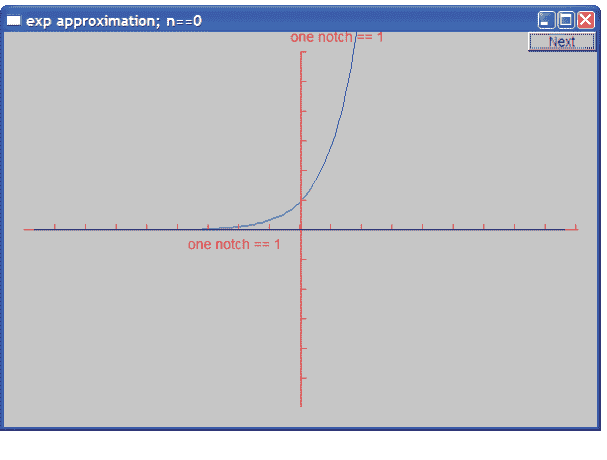 exp approximation; n==0
one notch == 1
Next
one notch == 1